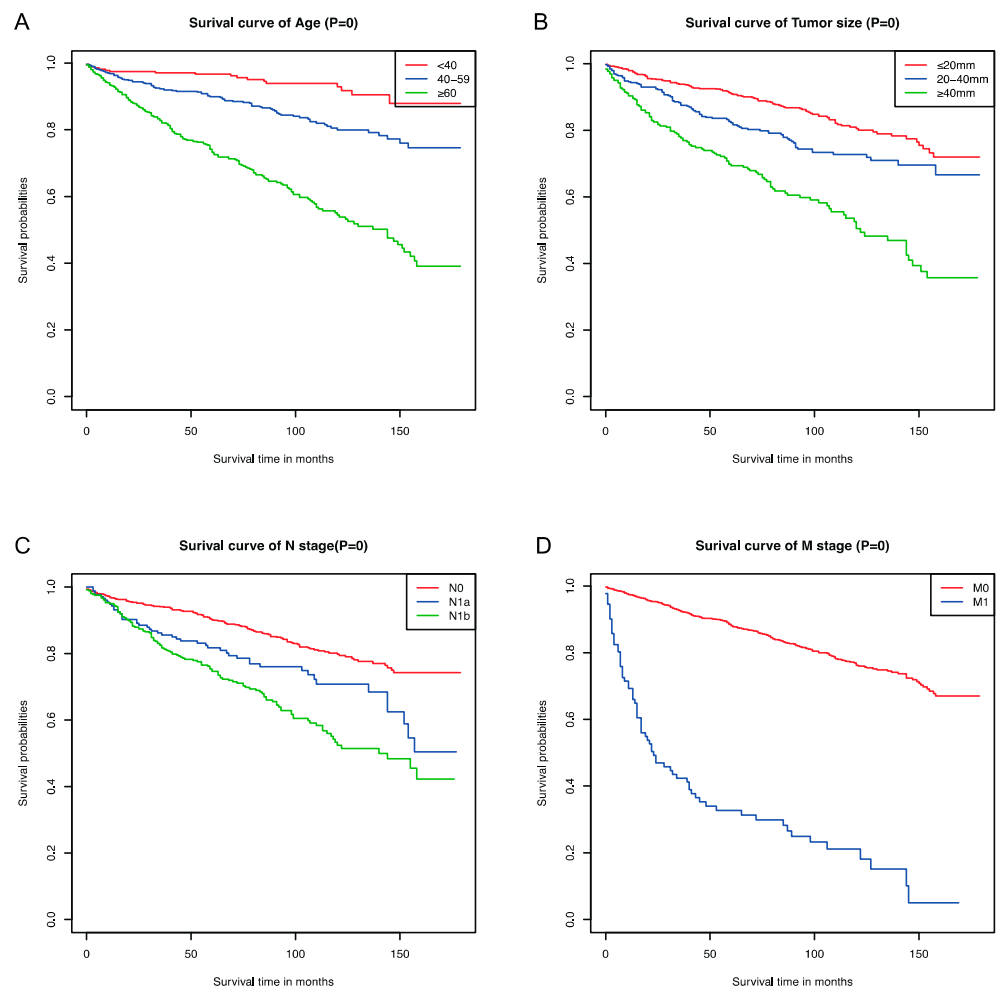 A
Surival curve of Age (P=0)
<40
40−59
≥60
Survival probabilities
0.0
0.2
0.4
0.6
0.8
1.0
0
50
100
150
Survival time in months
B
Surival curve of Tumor size (P=0)
≤20mm
20−40mm
≥40mm
Survival probabilities
0.0
0.2
0.4
0.6
0.8
1.0
0
50
100
150
Survival time in months
C
Surival curve of N stage(P=0)
N0
N1a
N1b
Survival probabilities
0.0
0.2
0.4
0.6
0.8
1.0
0
50
100
150
Survival time in months
D
Surival curve of M stage (P=0)
M0
M1
Survival probabilities
0.0
0.2
0.4
0.6
0.8
1.0
0
50
100
150
Survival time in months